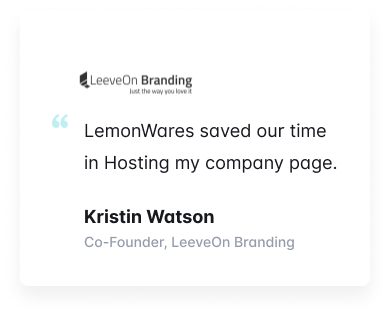 LeeveOn Branding
Just the way you love it
“
LemonWares saved our time
in Hosting my company page.
Kristin Watson
Co-Founder, LeeveOn Branding